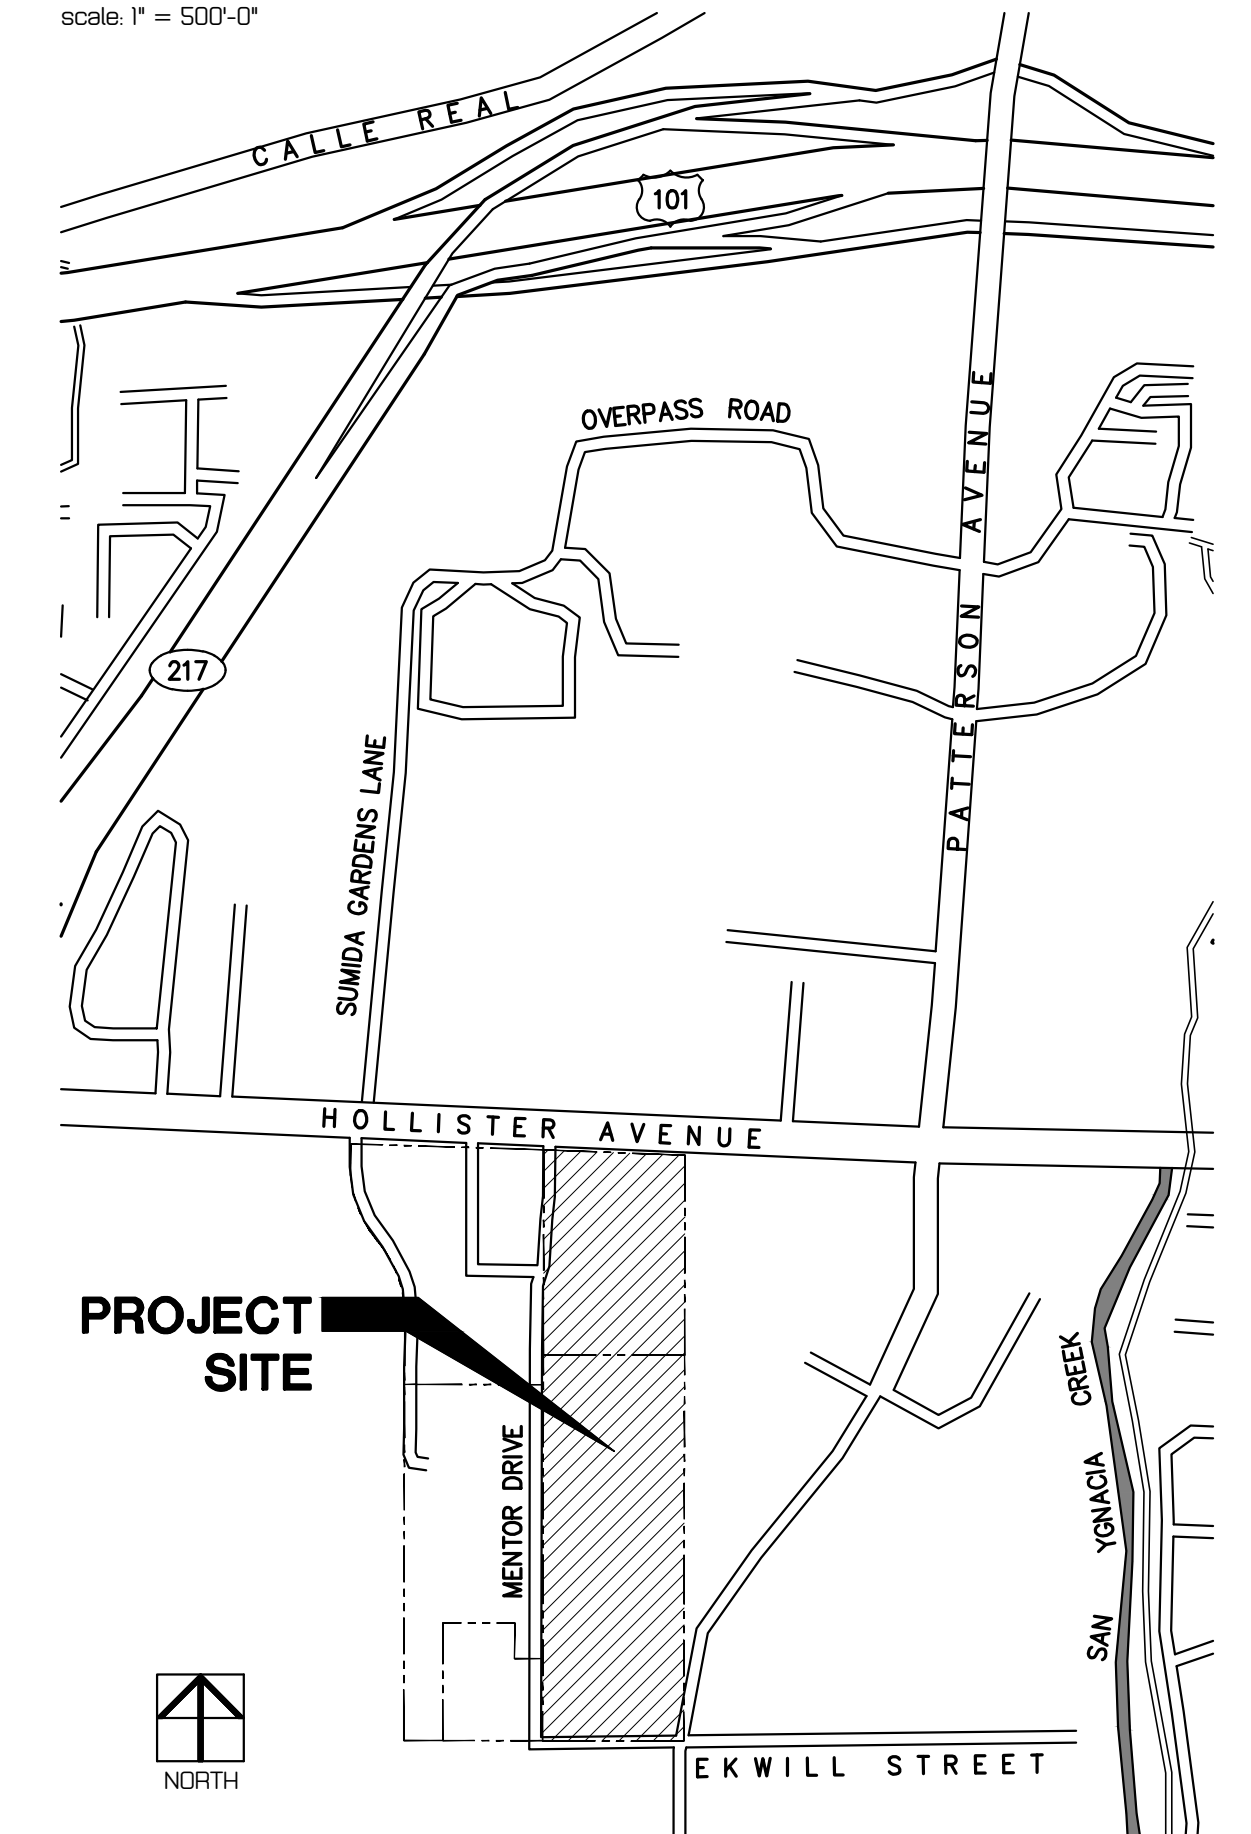 scale: 1" = 500'-0"
CALLE REAL
101
OVERPASS ROAD
PATTERSON AVENUE
217
SUMIDA GARDENS LANE
HOLLISTER AVENUE
PROJECT
SITE
MENTOR DRIVE
SAN YGNACIA CREEK
EKWILL STREET
NORTH